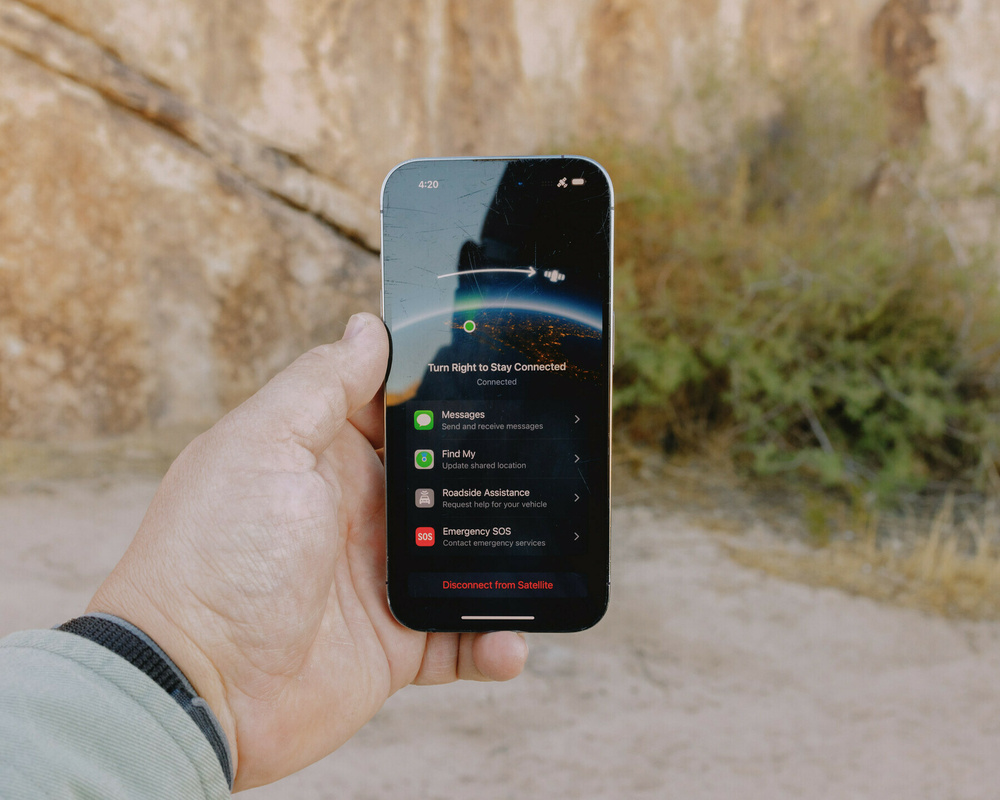 4:20
Turn Right to Stay Connected
Connected
Messages
Send and receive messages
Find My
Update shared location
Roadside Assistance
Request help for your vehicle
SOS
Emergency SOS
Contact emergency services
Disconnect from Satellite